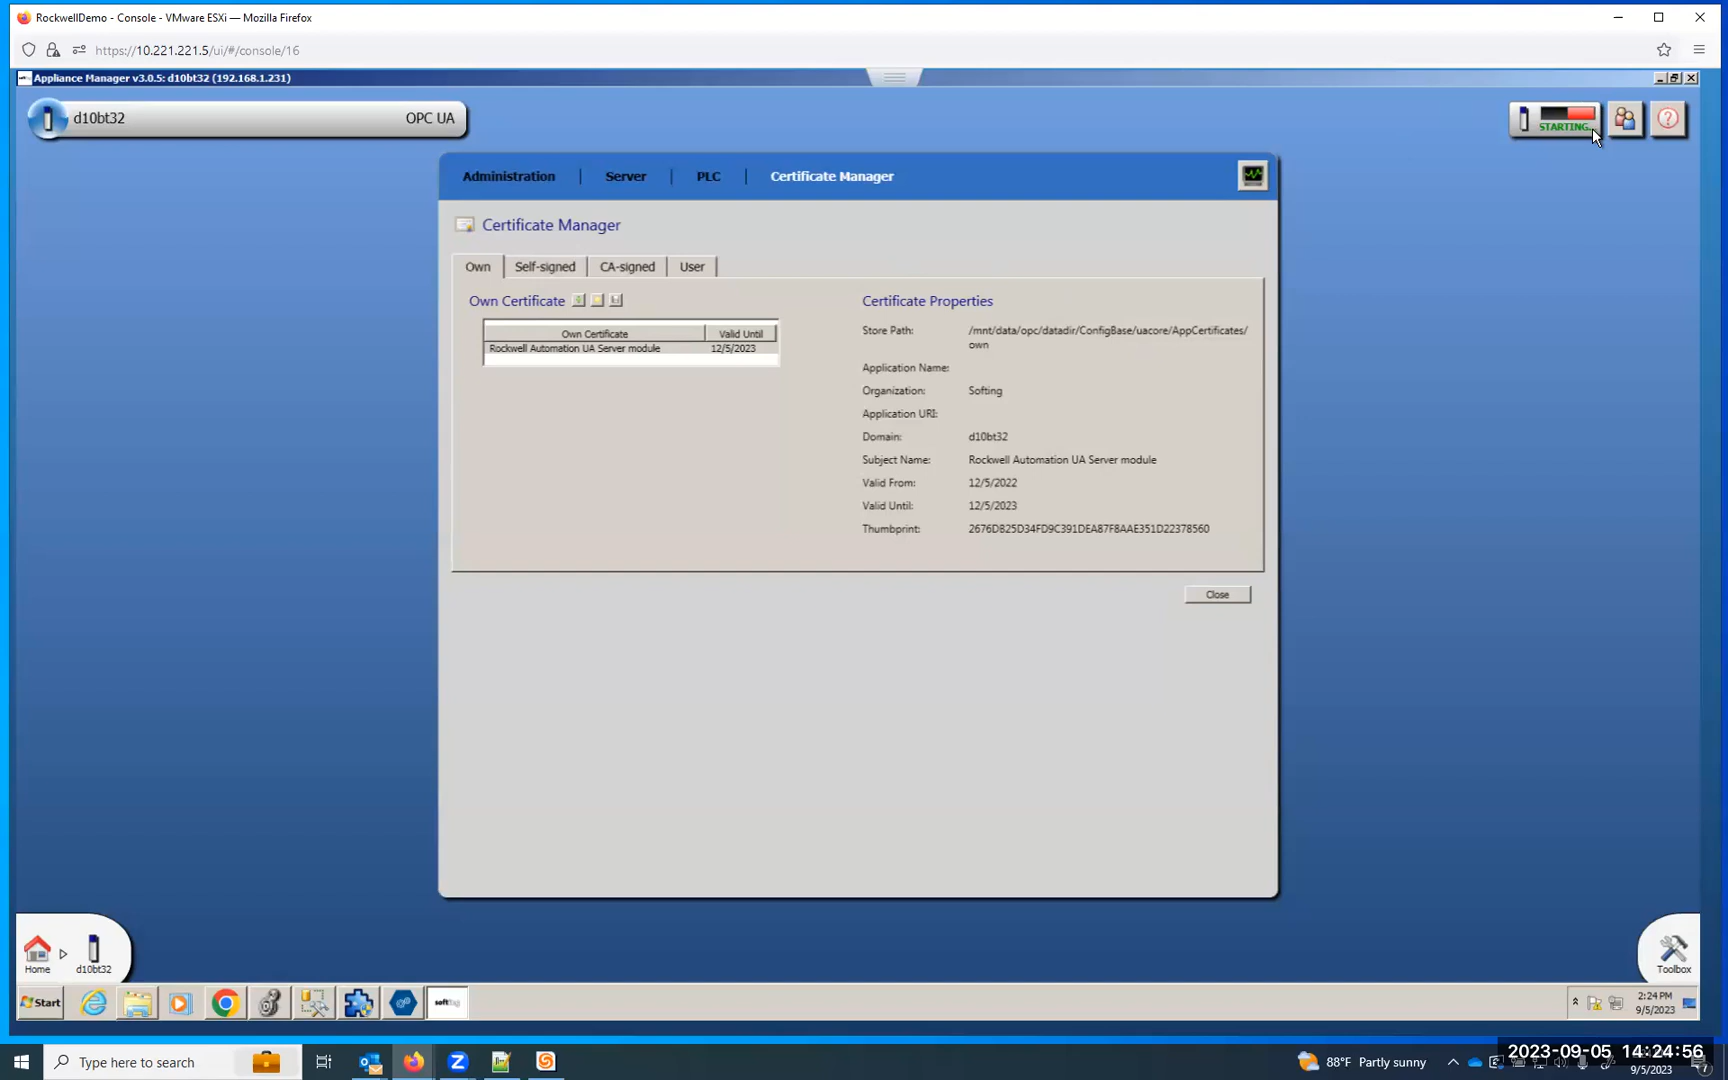 RockwellDemo - Console - VMware ESXi — Mozilla Firefox
https://10.221.221.5/ui/#/console/16
Appliance Manager v3.0.5: d10bt32 (192.168.1.231)
d10bt32 OPC UA
STARTING...
Administration | Server | PLC | Certificate Manager
Certificate Manager
Own Self-signed CA-signed User
Own Certificate
Own Certificate Valid Until
Rockwell Automation UA Server module 12/5/2023
Certificate Properties
Store Path: /mnt/data/opc/datadir/ConfigBase/uacore/AppCertificates/
own
Application Name:
Organization: Softing
Application URI:
Domain: d10bt32
Subject Name: Rockwell Automation UA Server module
Valid From: 12/5/2022
Valid Until: 12/5/2023
Thumbprint: 2676D825D34FD9C391DEA87F8AAE351D22378560
Close
Home d10bt32
Toolbox
Start
2:24 PM
9/5/2023
Type here to search
88°F Partly sunny
2023-09-05 14:24:56
9/5/2023